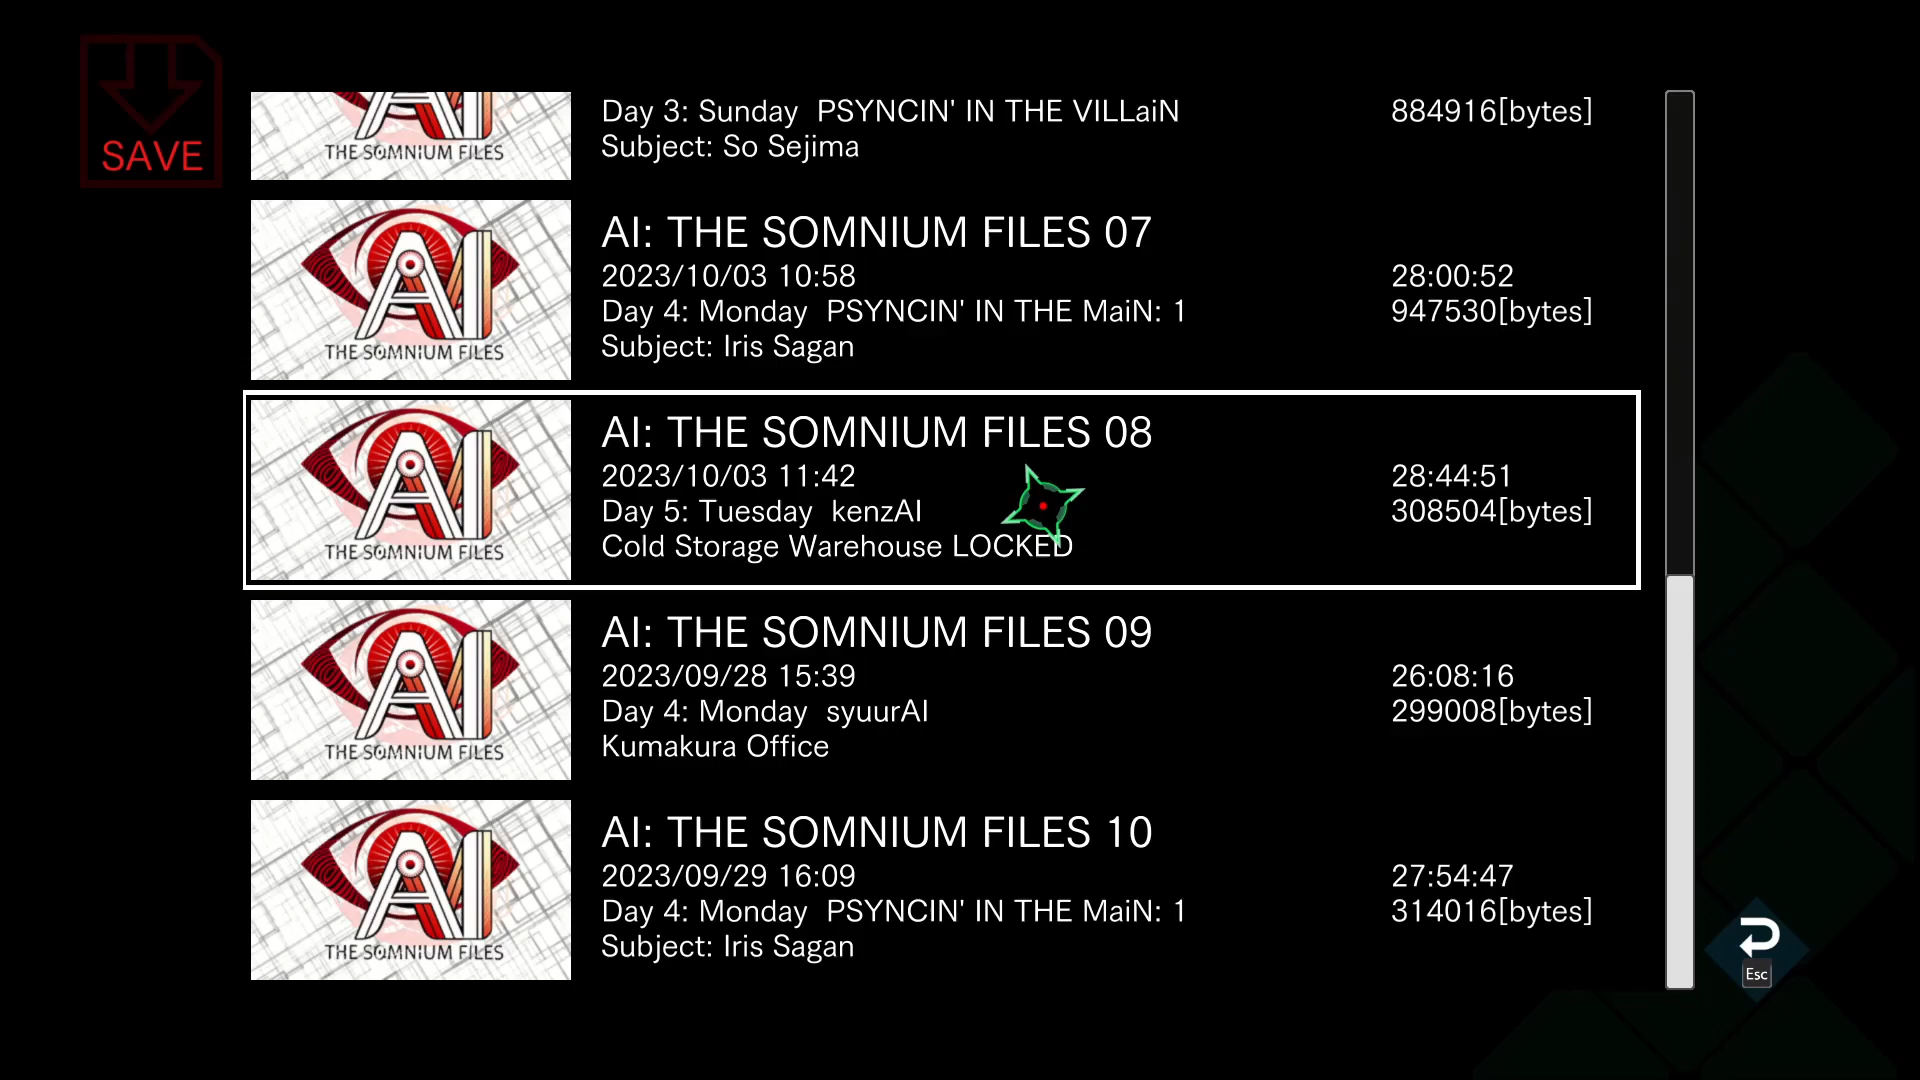 SAVE
THE SOMNIUM FILES
Day 3: Sunday PSYNCIN' IN THE VILLaiN
884916[bytes]
Subject: So Sejima
AI
THE SOMNIUM FILES
AI: THE SOMNIUM FILES 07
2023/10/03 10:58
28:00:52
Day 4: Monday PSYNCIN' IN THE MaiN: 1
947530[bytes]
Subject: Iris Sagan
AI
THE SOMNIUM FILES
AI: THE SOMNIUM FILES 08
2023/10/03 11:42
28:44:51
Day 5: Tuesday kenzAI
308504[bytes]
Cold Storage Warehouse LOCKED
AI
THE SOMNIUM FILES
AI: THE SOMNIUM FILES 09
2023/09/28 15:39
26:08:16
Day 4: Monday syuurAI
299008[bytes]
Kumakura Office
AI
THE SOMNIUM FILES
AI: THE SOMNIUM FILES 10
2023/09/29 16:09
27:54:47
Day 4: Monday PSYNCIN' IN THE MaiN: 1
314016[bytes]
Subject: Iris Sagan
Esc